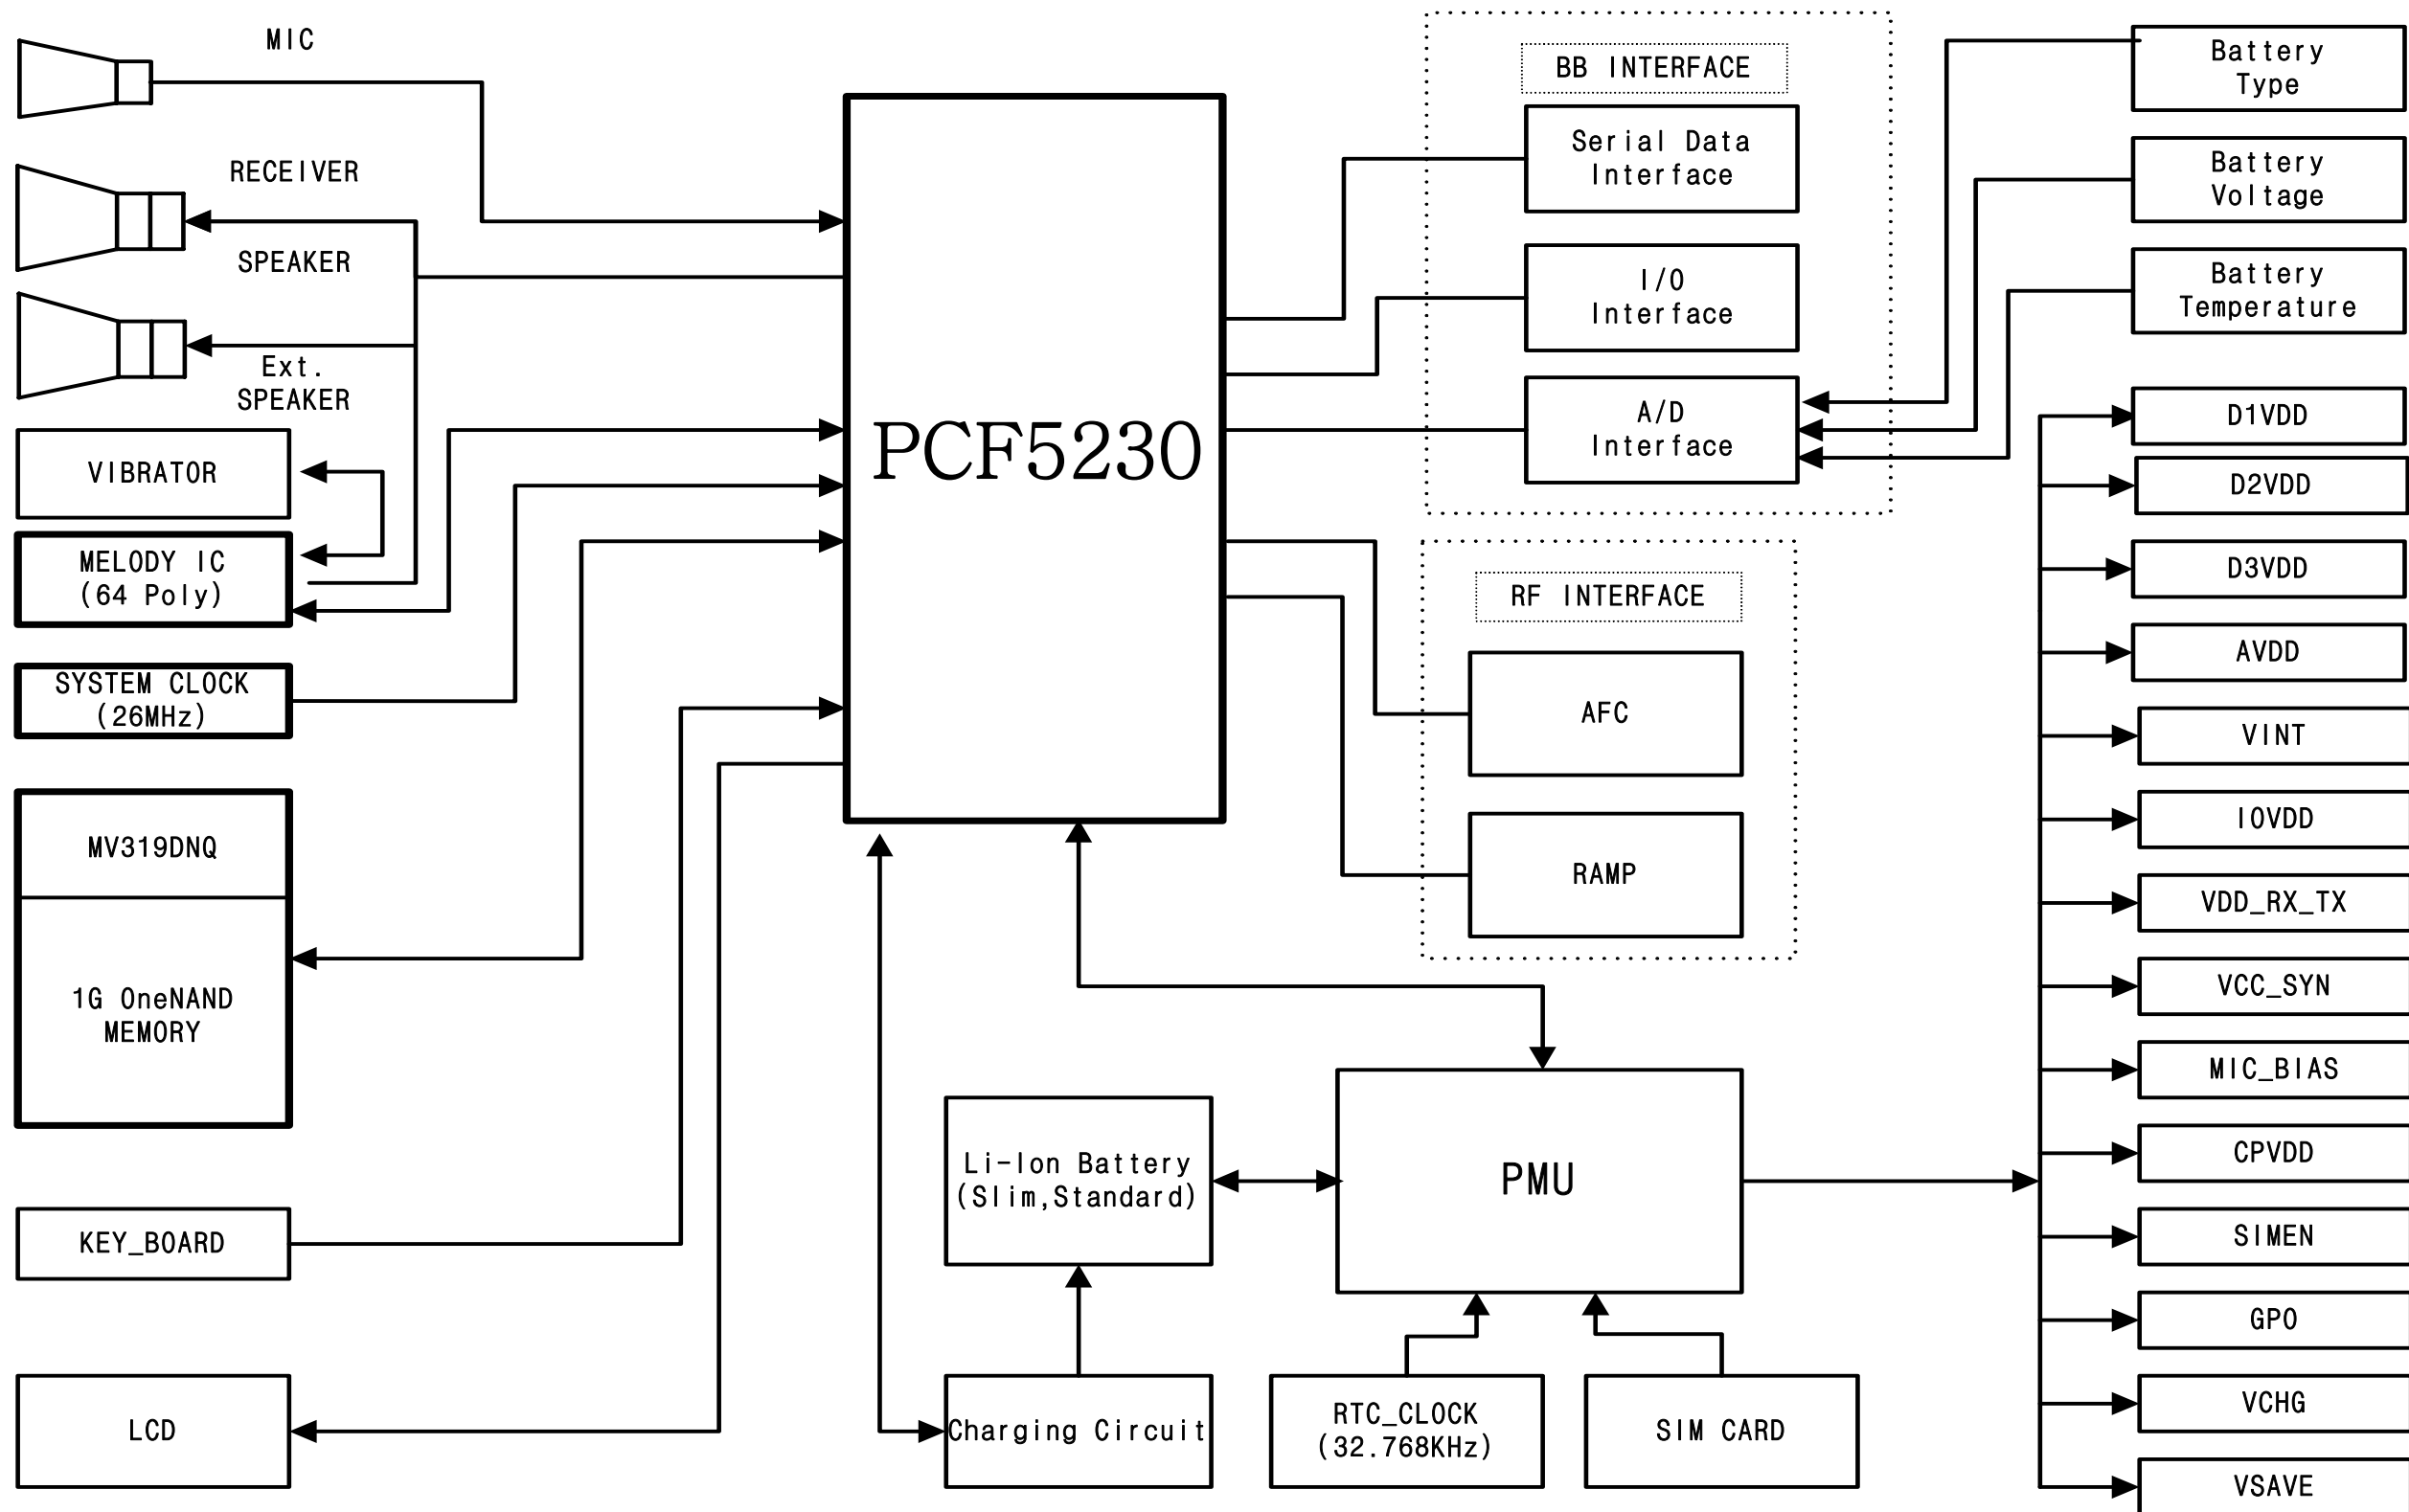 MIC
RECEIVER
SPEAKER
Ext.
SPEAKER
VIBRATOR
MELODY IC
(64 Poly)
SYSTEM CLOCK
(26MHz)
MV319DNQ
1G OneNAND
MEMORY
KEY_BOARD
LCD
PCF5230
BB INTERFACE
Serial Data
Interface
I/O
Interface
A/D
Interface
RF INTERFACE
AFC
RAMP
Li-Ion Battery
(Slim,Standard)
PMU
Charging Circuit
RTC_CLOCK
(32.768KHz)
SIM CARD
Battery
Type
Battery
Voltage
Battery
Temperature
D1VDD
D2VDD
D3VDD
AVDD
VINT
IOVDD
VDD_RX_TX
VCC_SYN
MIC_BIAS
CPVDD
SIMEN
GPO
VCHG
VSAVE